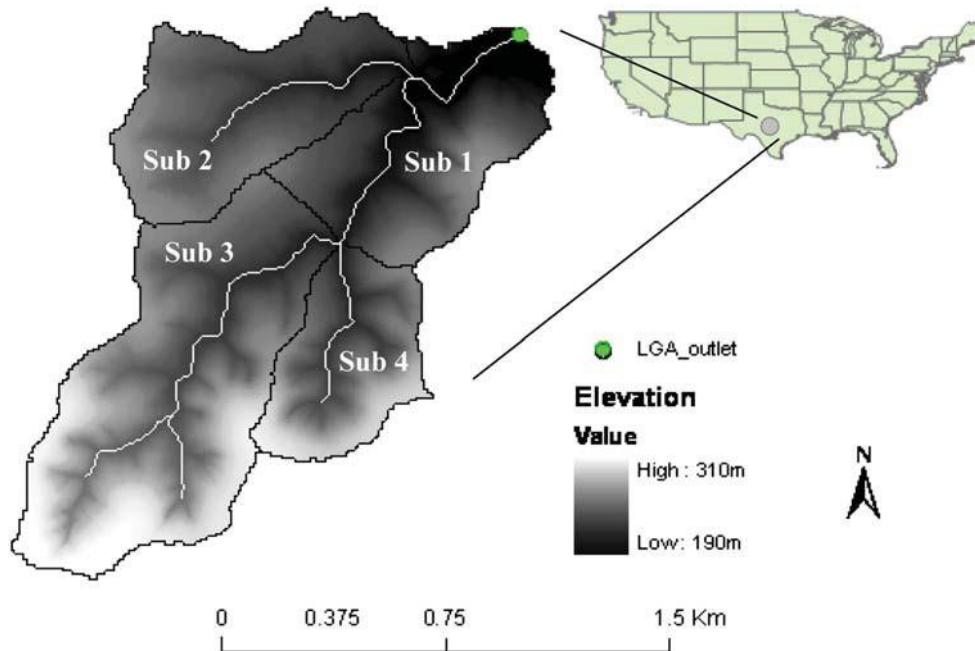 Sub 2
Sub 1
Sub 3
Sub 4
LGA_outlet
Elevation
Value
High : 310m
Low : 190m
N
0 0.375 0.75 1.5 Km